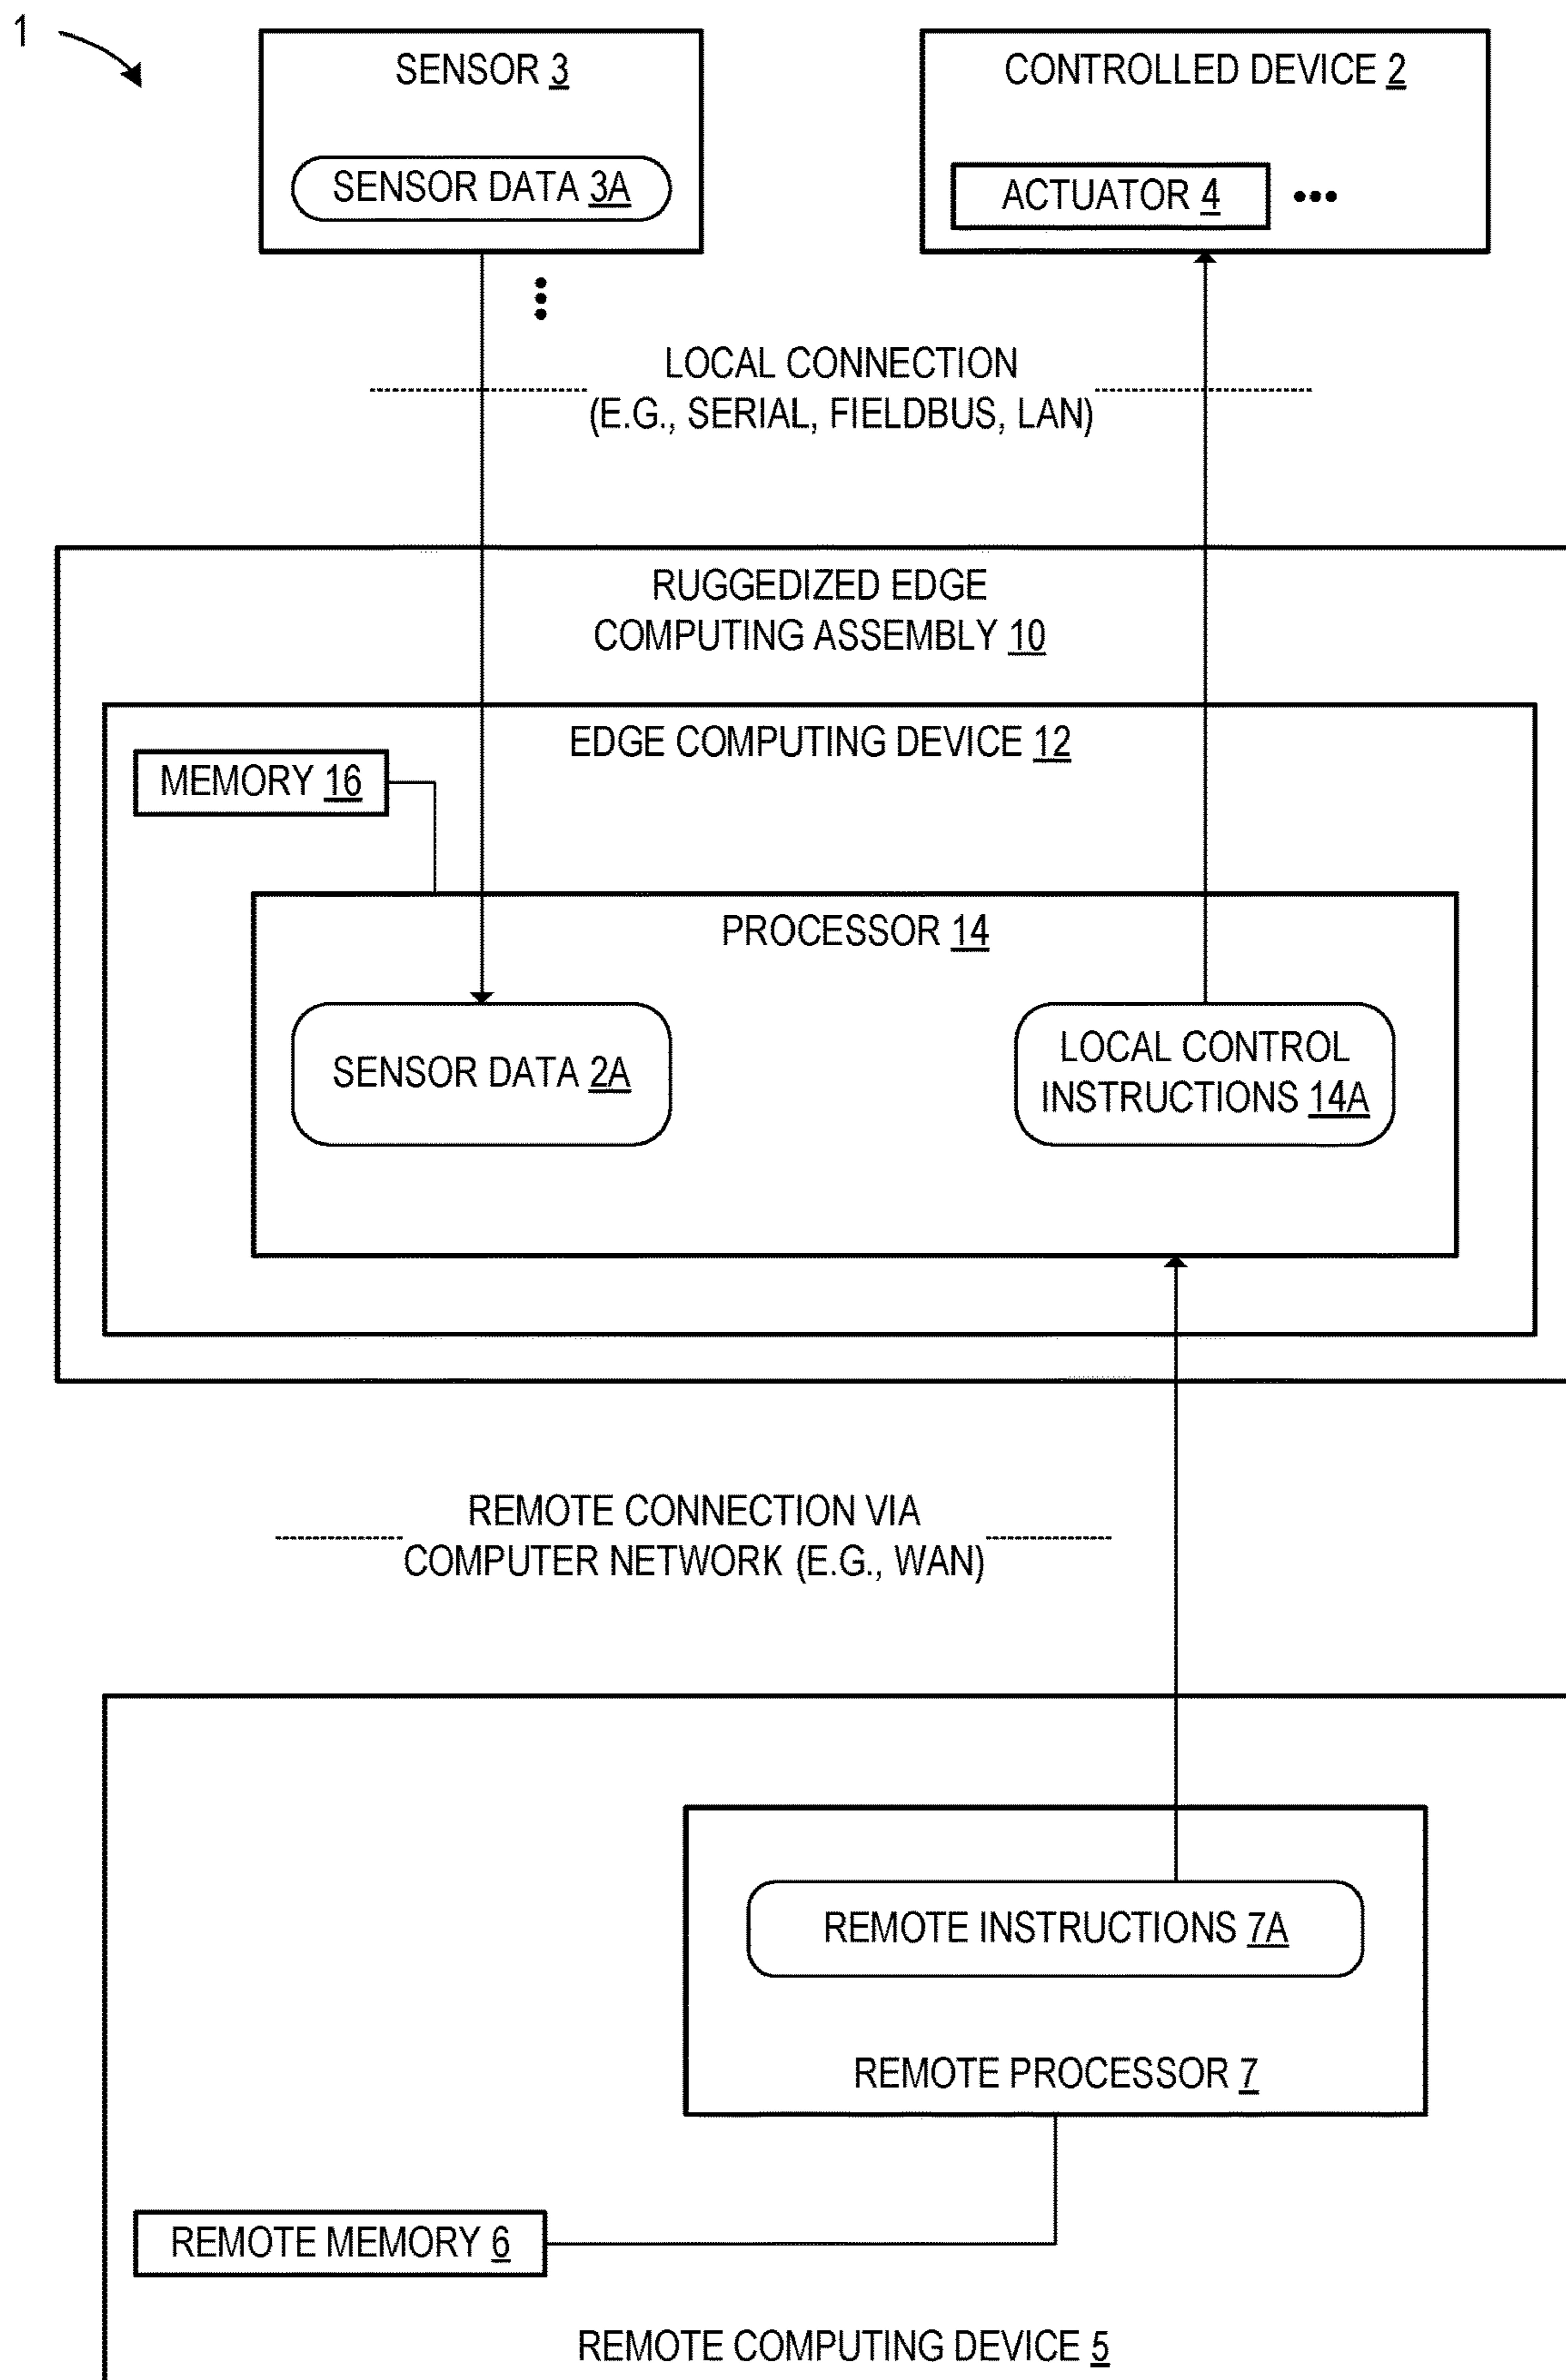 1
SENSOR 3
SENSOR DATA 3A
CONTROLLED DEVICE 2
ACTUATOR 4
LOCAL CONNECTION
(E.G., SERIAL, FIELDBUS, LAN)
RUGGEDIZED EDGE
COMPUTING ASSEMBLY 10
EDGE COMPUTING DEVICE 12
MEMORY 16
PROCESSOR 14
SENSOR DATA 2A
LOCAL CONTROL
INSTRUCTIONS 14A
REMOTE CONNECTION VIA
COMPUTER NETWORK (E.G., WAN)
REMOTE INSTRUCTIONS 7A
REMOTE PROCESSOR 7
REMOTE MEMORY 6
REMOTE COMPUTING DEVICE 5